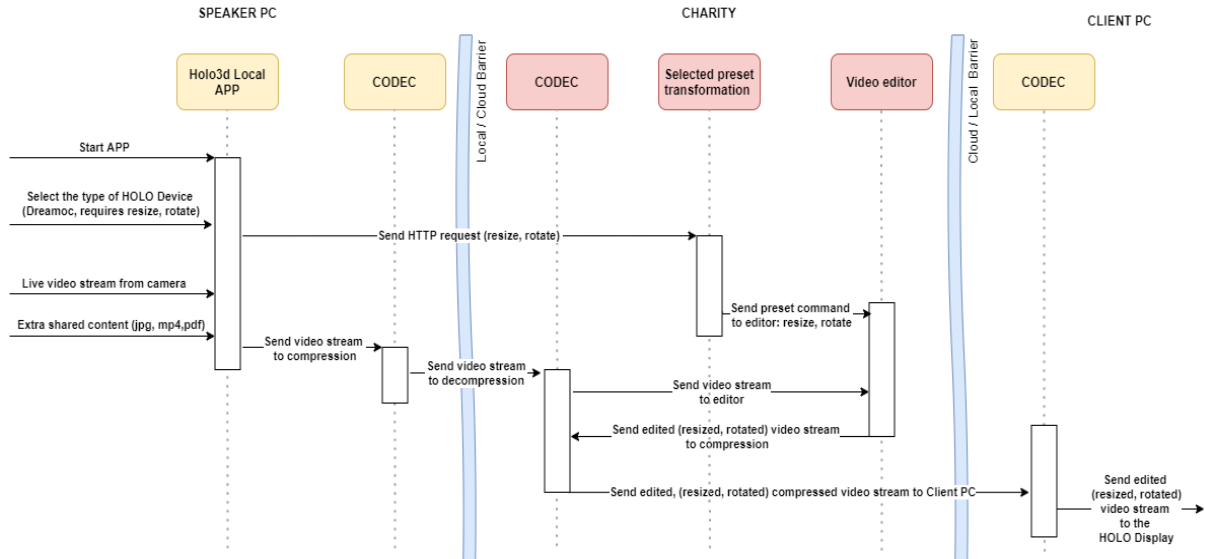 SPEAKER PC
CHARITY
CLIENT PC
Holo3d Local
APP
CODEC
Local / Cloud Barrier
CODEC
Selected preset
transformation
Video editor
Cloud / Local Barrier
CODEC
Start APP
Select the type of HOLO Device
(Dreamoc, requires resize, rotate)
Send HTTP request (resize, rotate)
Live video stream from camera
Send preset command
to editor: resize, rotate
Extra shared content (jpg, mp4,pdf)
Send video stream
to compression
Send video stream
to decompression
Send video stream
to editor
Send edited (resized, rotated) video stream
to compression
Send edited, (resized, rotated) compressed video stream to Client PC
Send edited
(resized, rotated)
video stream
to the
HOLO Display